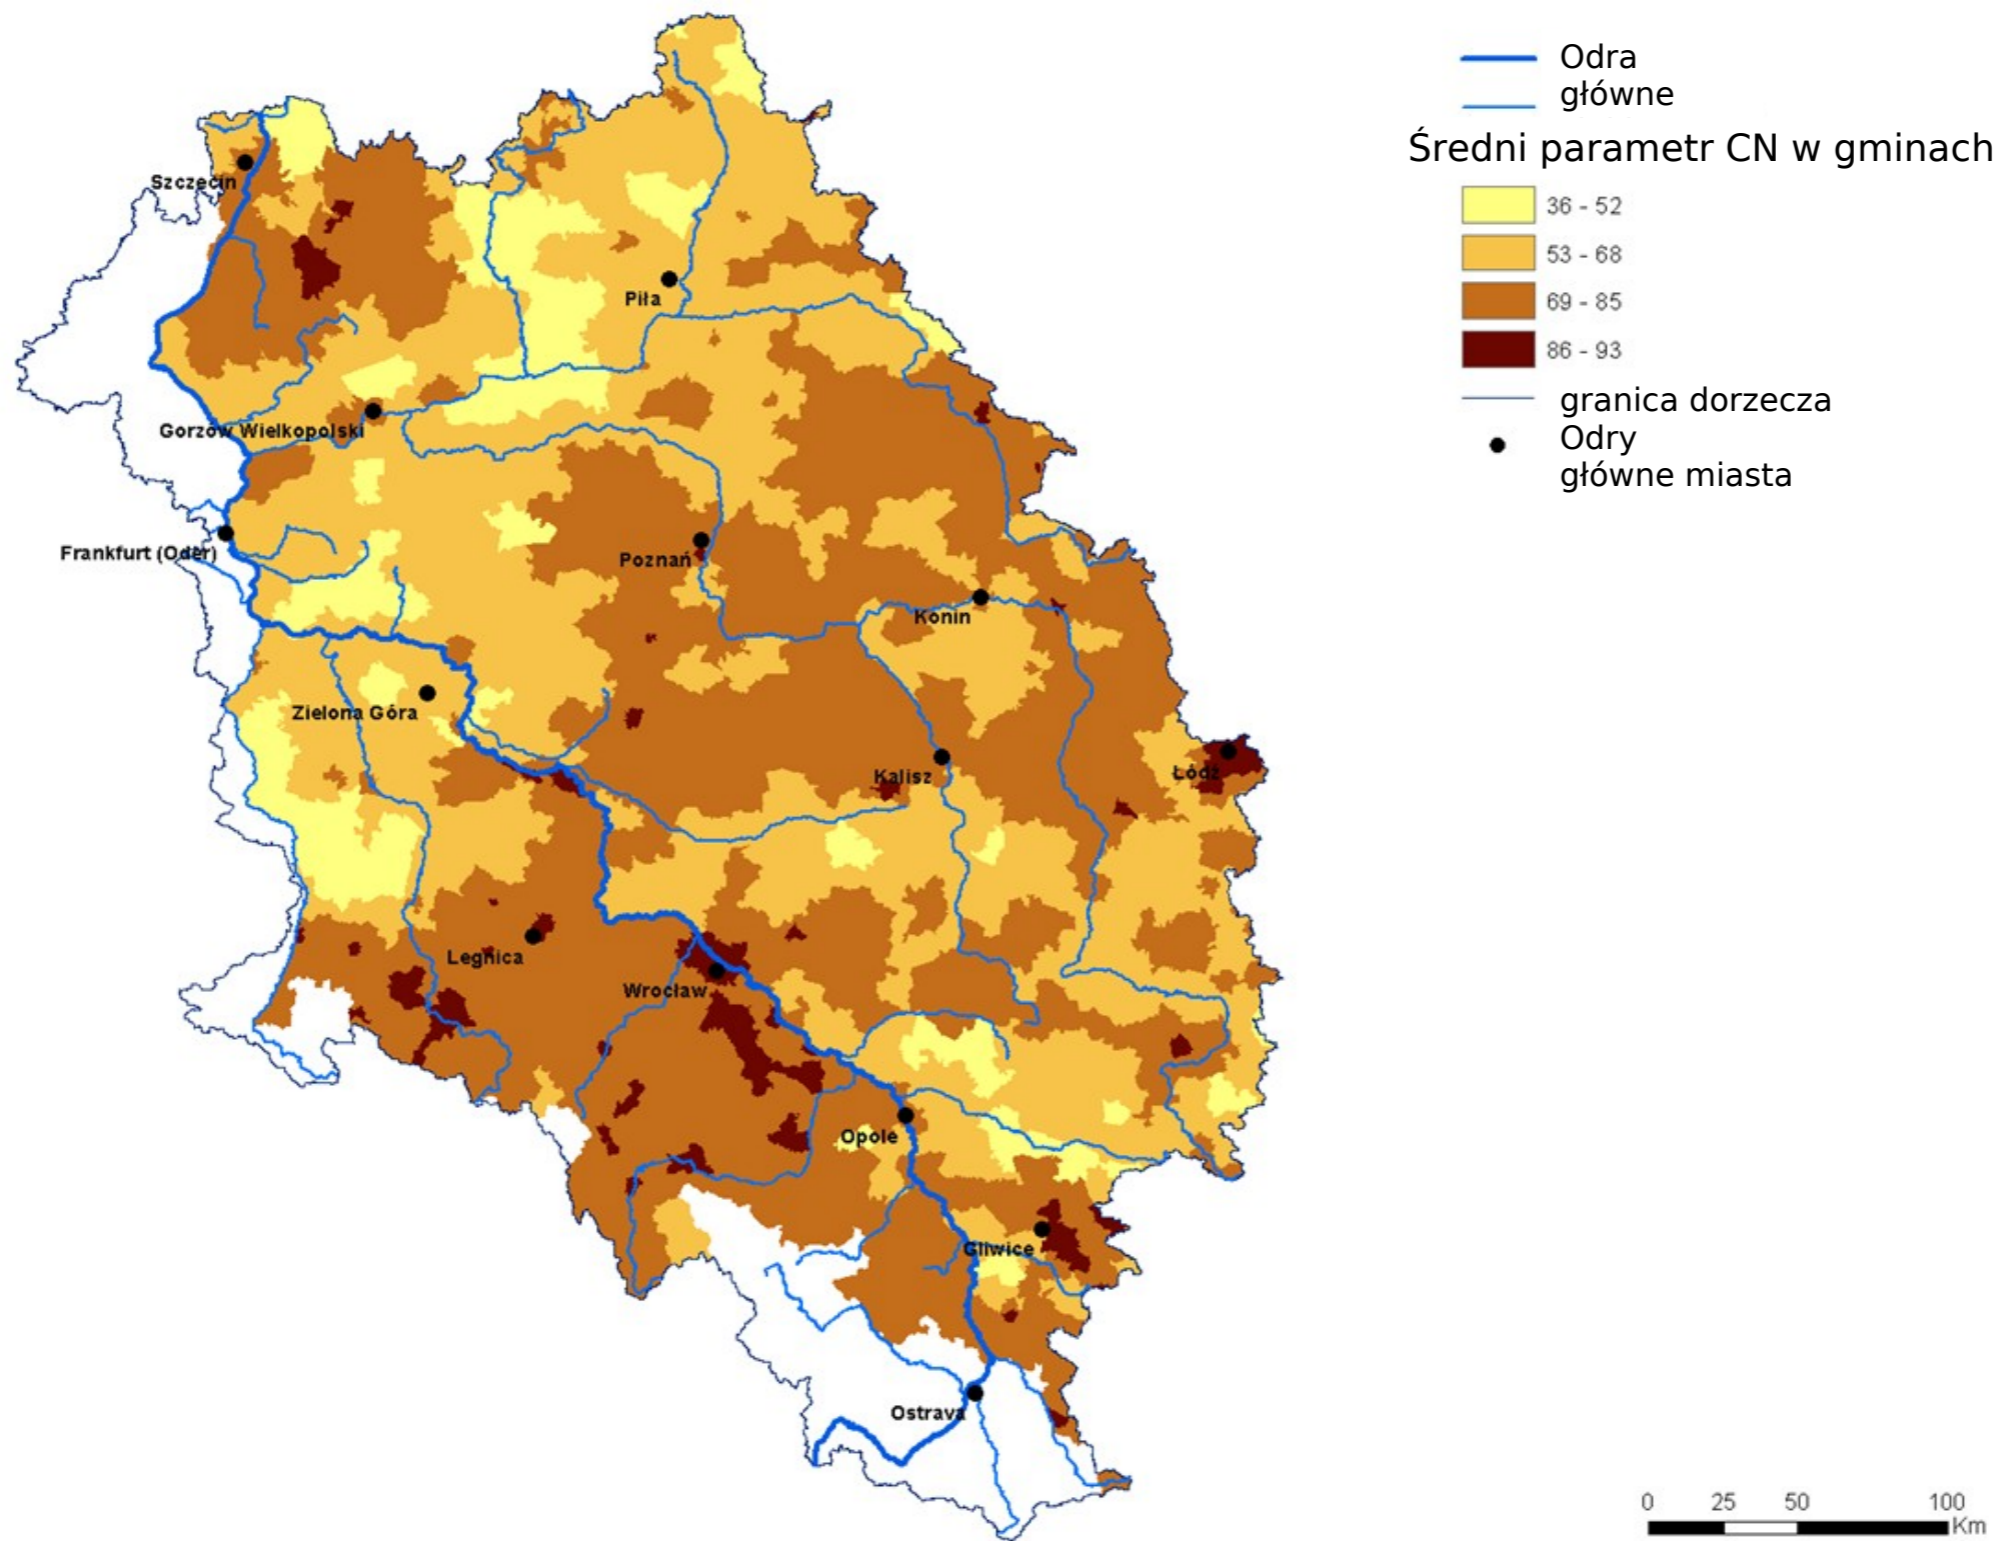 Odra
główne
Średni parametr CN w gminach
36 - 52
53 - 68
69 - 85
86 - 93
granica dorzecza
Odry
główne miasta
Szczecin
Piła
Gorzów Wielkopolski
Frankfurt (Oder)
Poznań
Konin
Zielona Góra
Kalisz
Łódź
Legnica
Wrocław
Opole
Gliwice
Ostrava
0 25 50 100
Km